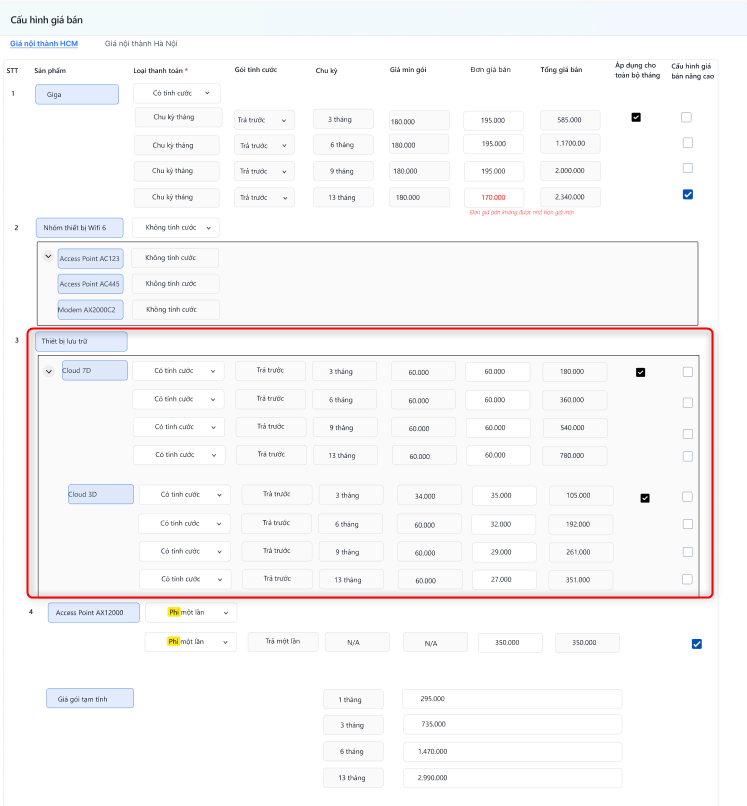 Cấu hình giá bán
Giá nội thành HCM Giá nội thành Hà Nội
STT Sản phẩm Loại thanh toán * Gói tính cước Chu kỳ Giá min gói Đơn giá bán Tổng giá bán Áp dụng cho toàn bộ tháng Cấu hình giá bán nâng cao
1 Giga Có tính cước
Chu kỳ tháng Trả trước 3 tháng 180.000 195.000 585.000
Chu kỳ tháng Trả trước 6 tháng 180.000 195.000 1.1700.00
Chu kỳ tháng Trả trước 9 tháng 180.000 195.000 2.000.000
Chu kỳ tháng Trả trước 13 tháng 180.000 170.000 2.340.000
Đơn giá bán không được nhỏ hơn giá min
2 Nhóm thiết bị Wifi 6 Không tính cước
Access Point AC123 Không tính cước
Access Point AC445 Không tính cước
Modem AX2000C2 Không tính cước
3 Thiết bị lưu trữ
Cloud 7D Có tính cước Trả trước 3 tháng 60.000 60.000 180.000
Có tính cước Trả trước 6 tháng 60.000 60.000 360.000
Có tính cước Trả trước 9 tháng 60.000 60.000 540.000
Có tính cước Trả trước 13 tháng 60.000 60.000 780.000
Cloud 3D Có tính cước Trả trước 3 tháng 34.000 35.000 105.000
Có tính cước Trả trước 6 tháng 60.000 32.000 192.000
Có tính cước Trả trước 9 tháng 60.000 29.000 261.000
Có tính cước Trả trước 13 tháng 60.000 27.000 351.000
4 Access Point AX12000 Phí một lần
Phí một lần Trả một lần N/A N/A 350.000 350.000
Giá gói tạm tính 1 tháng 295.000
3 tháng 735.000
6 tháng 1.470.000
13 tháng 2.990.000